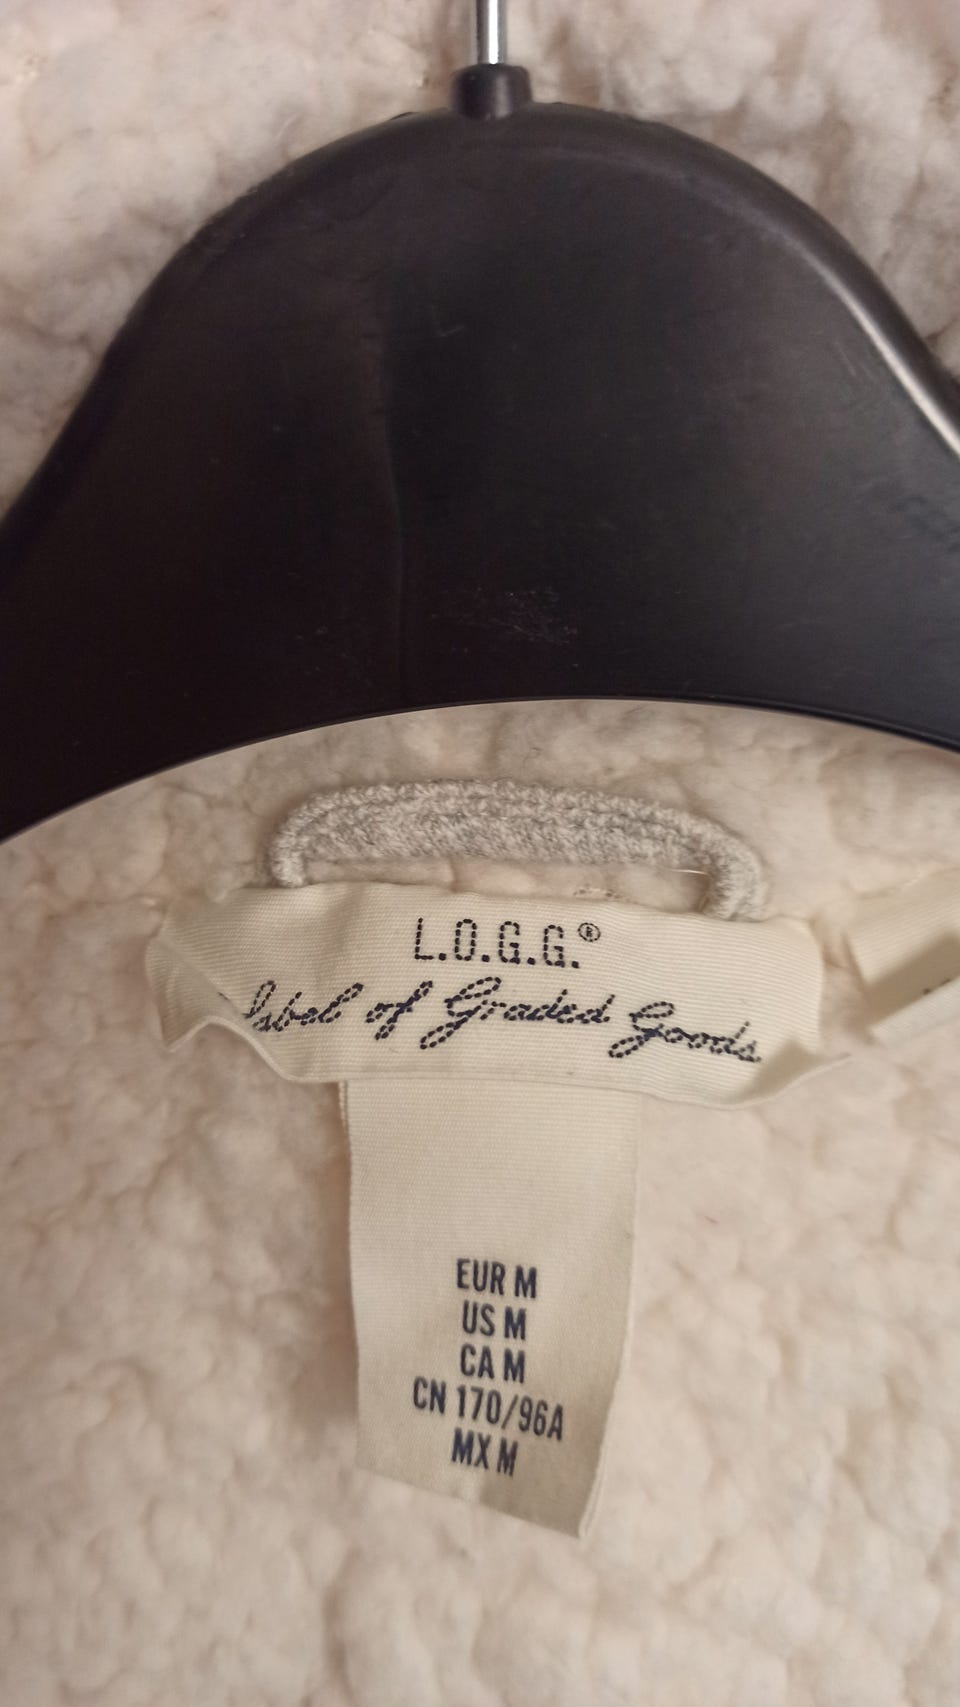 L.O.G.G.®
label of Graded Goods
EUR M
US M
CA M
CN 170/96A
MX M